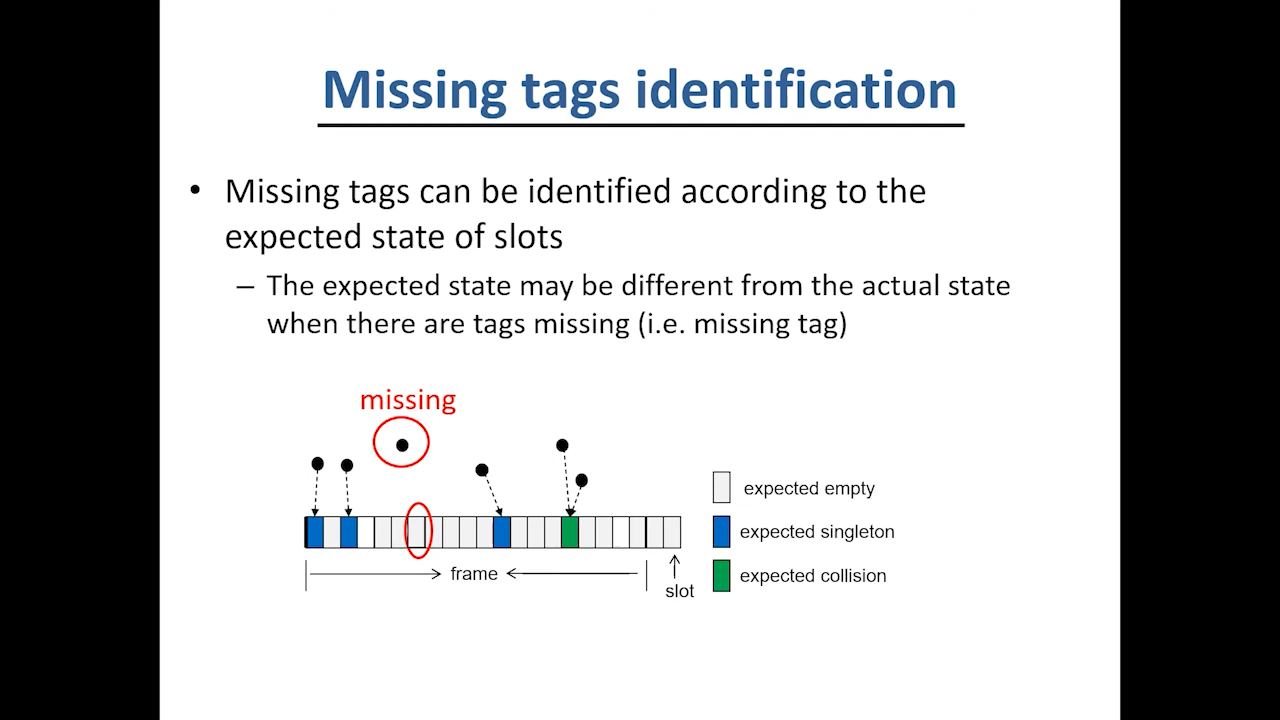 Missing tags identification
• Missing tags can be identified according to the
expected state of slots
– The expected state may be different from the actual state
when there are tags missing (i.e. missing tag)
missing
expected empty
expected singleton
expected collision
frame
slot